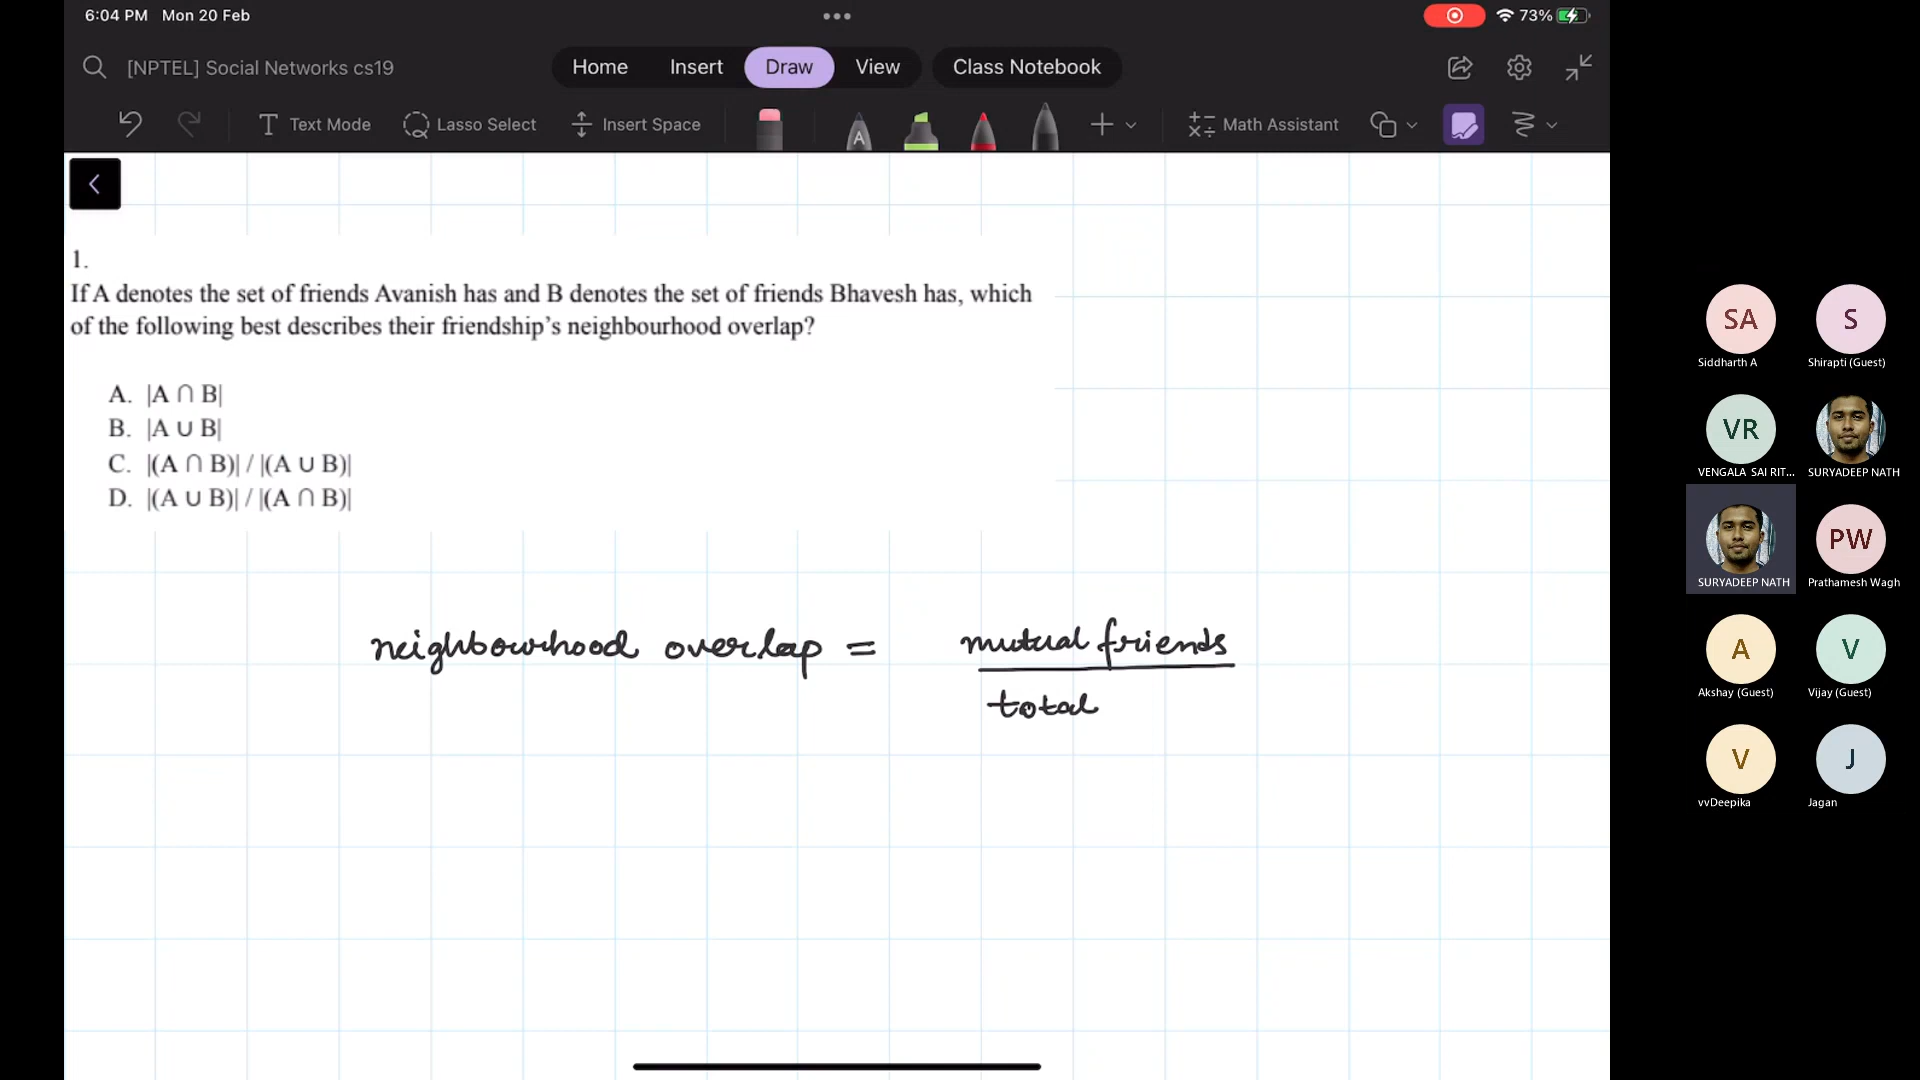 6:04 PM Mon 20 Feb
73%
[NPTEL] Social Networks cs19
Home Insert Draw View Class Notebook
Text Mode Lasso Select Insert Space A Math Assistant
1.
If A denotes the set of friends Avanish has and B denotes the set of friends Bhavesh has, which
of the following best describes their friendship's neighbourhood overlap?
A. |A ∩ B|
B. |A ∪ B|
C. |(A ∩ B)| / |(A ∪ B)|
D. |(A ∪ B)| / |(A ∩ B)|
neighbourhood overlap = mutual friends
total
SA S
Siddharth A Shirapti (Guest)
VR
VENGALA SAI RIT... SURYADEEP NATH
PW
SURYADEEP NATH Prathamesh Wagh
A V
Akshay (Guest) Vijay (Guest)
V J
vvDeepika Jagan